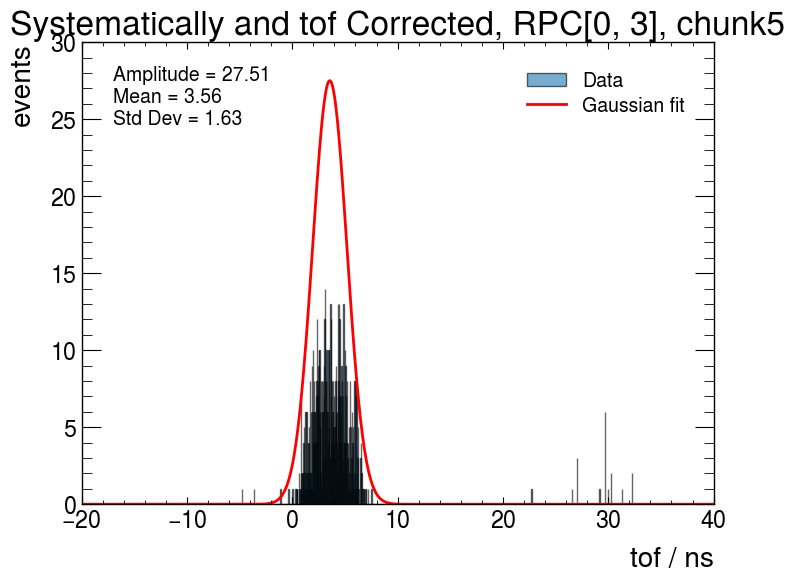 Systematically and tof Corrected, RPC[0, 3], chunk5
events
30
25
20
15
10
5
0
Amplitude = 27.51
Mean = 3.56
Std Dev = 1.63
Data
Gaussian fit
−20
−10
0
10
20
30
40
tof / ns